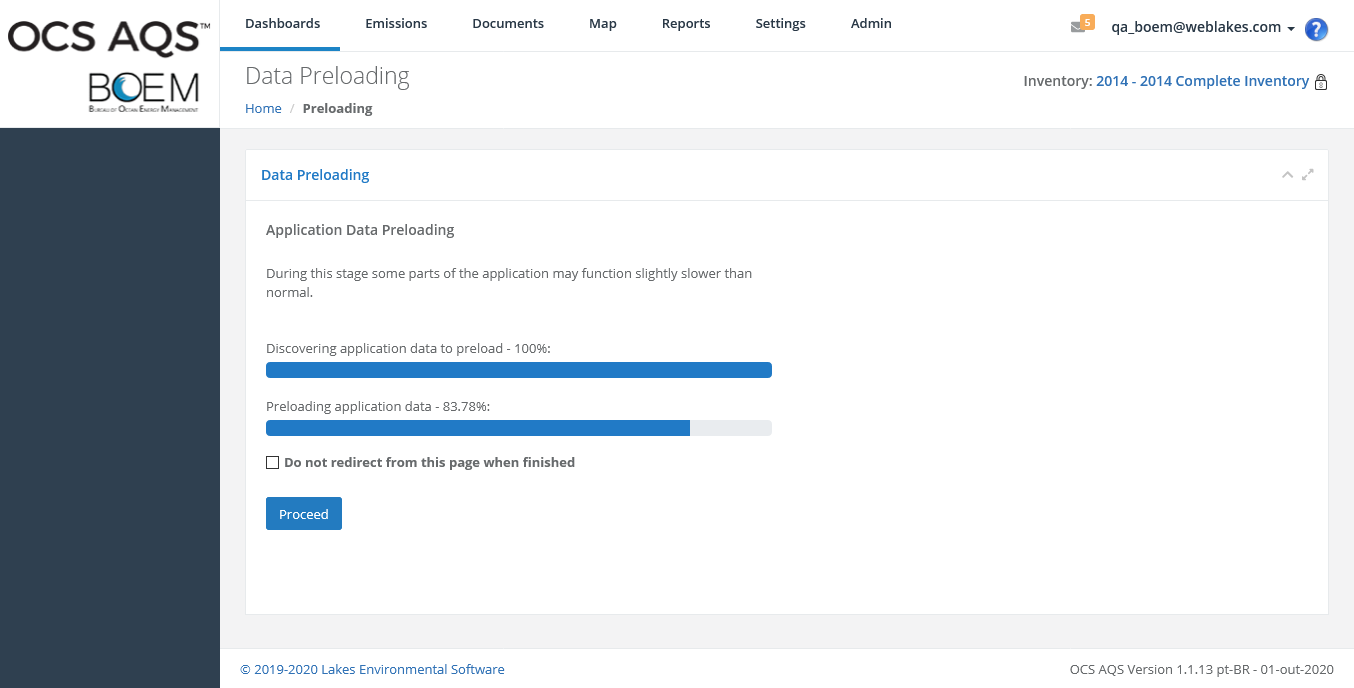 OCS AQS™
BOEM
BUREAU OF OCEAN ENERGY MANAGEMENT
Dashboards Emissions Documents Map Reports Settings Admin
5 qa_boem@weblakes.com ?
Data Preloading
Home / Preloading
Inventory: 2014 - 2014 Complete Inventory
Data Preloading
Application Data Preloading
During this stage some parts of the application may function slightly slower than
normal.
Discovering application data to preload - 100%:
Preloading application data - 83.78%:
Do not redirect from this page when finished
Proceed
© 2019-2020 Lakes Environmental Software
OCS AQS Version 1.1.13 pt-BR - 01-out-2020